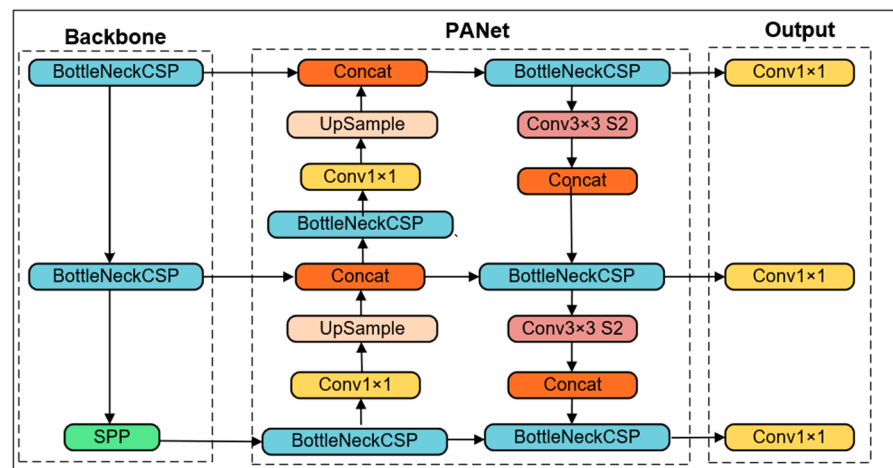 Backbone
PANet
Output
BottleNeckCSP
Concat
BottleNeckCSP
Conv1×1
UpSample
Conv3×3 S2
Conv1×1
Concat
BottleNeckCSP
BottleNeckCSP
Concat
BottleNeckCSP
Conv1×1
UpSample
Conv3×3 S2
Conv1×1
Concat
SPP
BottleNeckCSP
BottleNeckCSP
Conv1×1